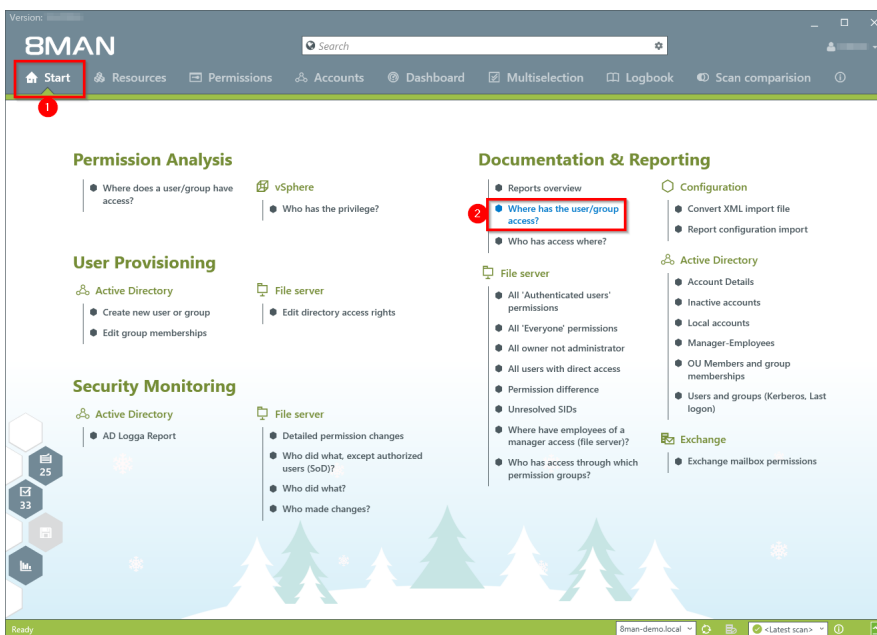 Version:
8MAN
Search
Start
Resources
Permissions
Accounts
Dashboard
Multiselection
Logbook
Scan comparision
1
Permission Analysis
Where does a user/group have
access?
vSphere
Who has the privilege?
User Provisioning
Active Directory
Create new user or group
Edit group memberships
File server
Edit directory access rights
Security Monitoring
Active Directory
AD Logga Report
File server
Detailed permission changes
Who did what, except authorized
users (SoD)?
Who did what?
Who made changes?
Documentation & Reporting
Reports overview
2
Where has the user/group
access?
Who has access where?
File server
All 'Authenticated users'
permissions
All 'Everyone' permissions
All owner not administrator
All users with direct access
Permission difference
Unresolved SIDs
Where have employees of a
manager access (file server)?
Who has access through which
permission groups?
Configuration
Convert XML import file
Report configuration import
Active Directory
Account Details
Inactive accounts
Local accounts
Manager-Employees
OU Members and group
memberships
Users and groups (Kerberos, Last
logon)
Exchange
Exchange mailbox permissions
25
33
Ready
8man-demo.local
<Latest scan>